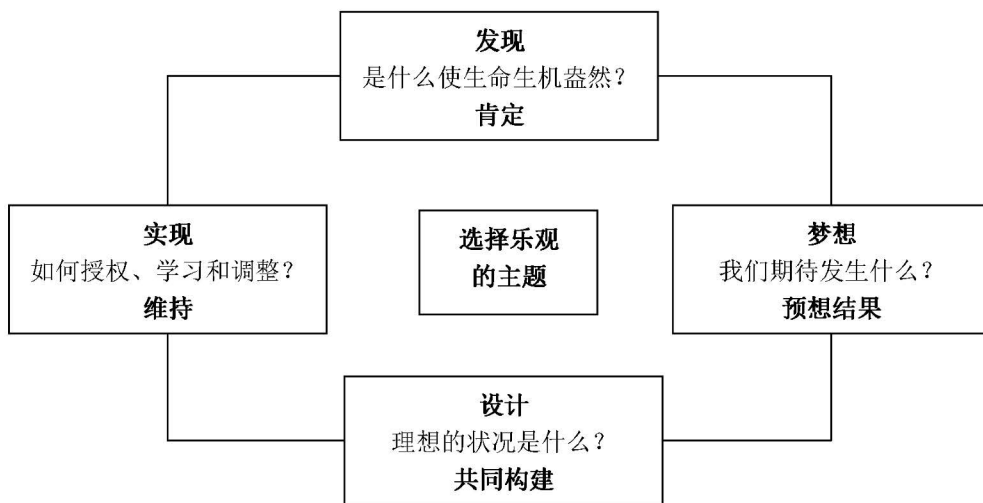 发现
是什么使生命生机盎然？
肯定
实现
如何授权、学习和调整？
维持
选择乐观
的主题
梦想
我们期待发生什么？
预想结果
设计
理想的状况是什么？
共同构建